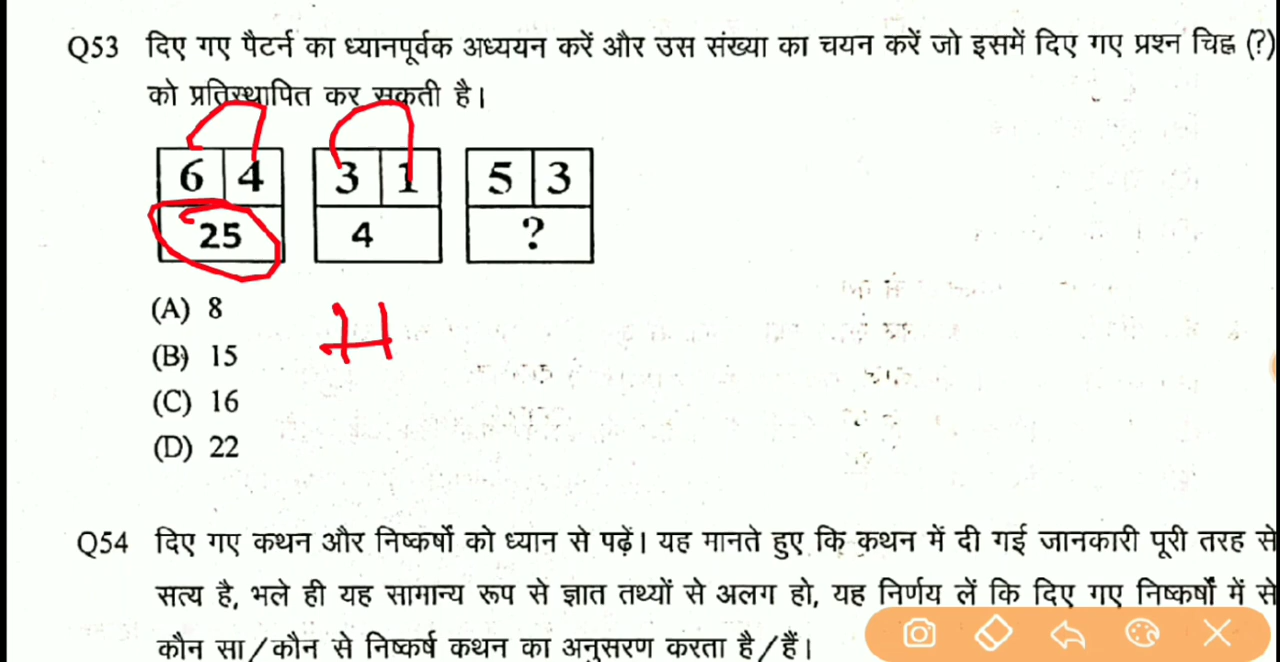 Q53 दिए गए पैटर्न का ध्यानपूर्वक अध्ययन करें और उस संख्या का चयन करें जो इसमें दिए गए प्रश्न चिह्न (?)
को प्रतिस्थापित कर सकती है।
6 4 3 1 5 3
25 4 ?
(A) 8
(B) 15
(C) 16
(D) 22
Q54 दिए गए कथन और निष्कर्षों को ध्यान से पढ़ें। यह मानते हुए कि कथन में दी गई जानकारी पूरी तरह से
सत्य है, भले ही यह सामान्य रूप से ज्ञात तथ्यों से अलग हो, यह निर्णय लें कि दिए गए निष्कर्षों में से
कौन सा/कौन से निष्कर्ष कथन का अनुसरण करता है/हैं।